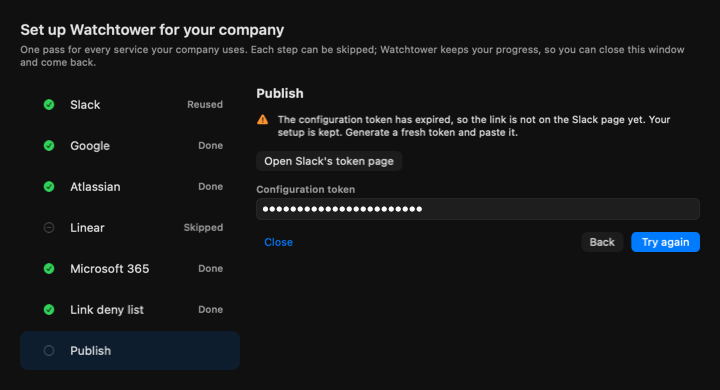 Set up Watchtower for your company
One pass for every service your company uses. Each step can be skipped; Watchtower keeps your progress, so you can close this window
and come back.
Slack Reused
Google Done
Atlassian Done
Linear Skipped
Microsoft 365 Done
Link deny list Done
Publish
Publish
The configuration token has expired, so the link is not on the Slack page yet. Your
setup is kept. Generate a fresh token and paste it.
Open Slack's token page
Configuration token
Close
Back
Try again